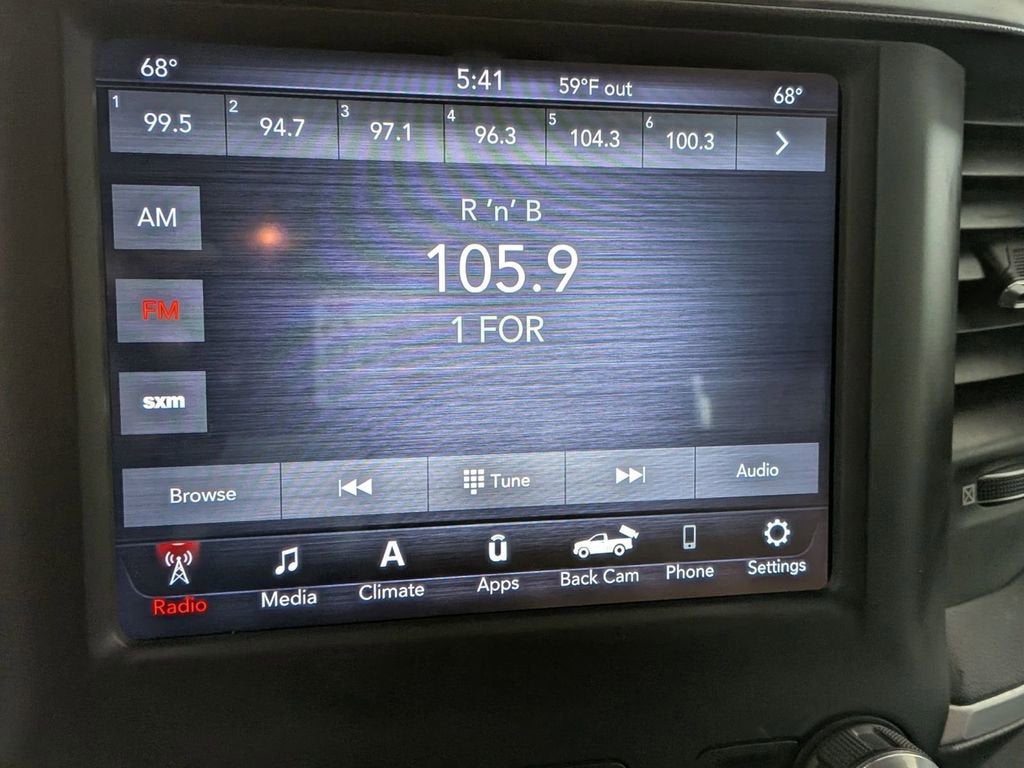 68° 5:41 59°F out 68°
1 99.5 2 94.7 3 97.1 4 96.3 5 104.3 6 100.3
AM
R 'n' B
105.9
FM
1 FOR
sxm
Browse Tune Audio
A ū
Radio Media Climate Apps Back Cam Phone Settings